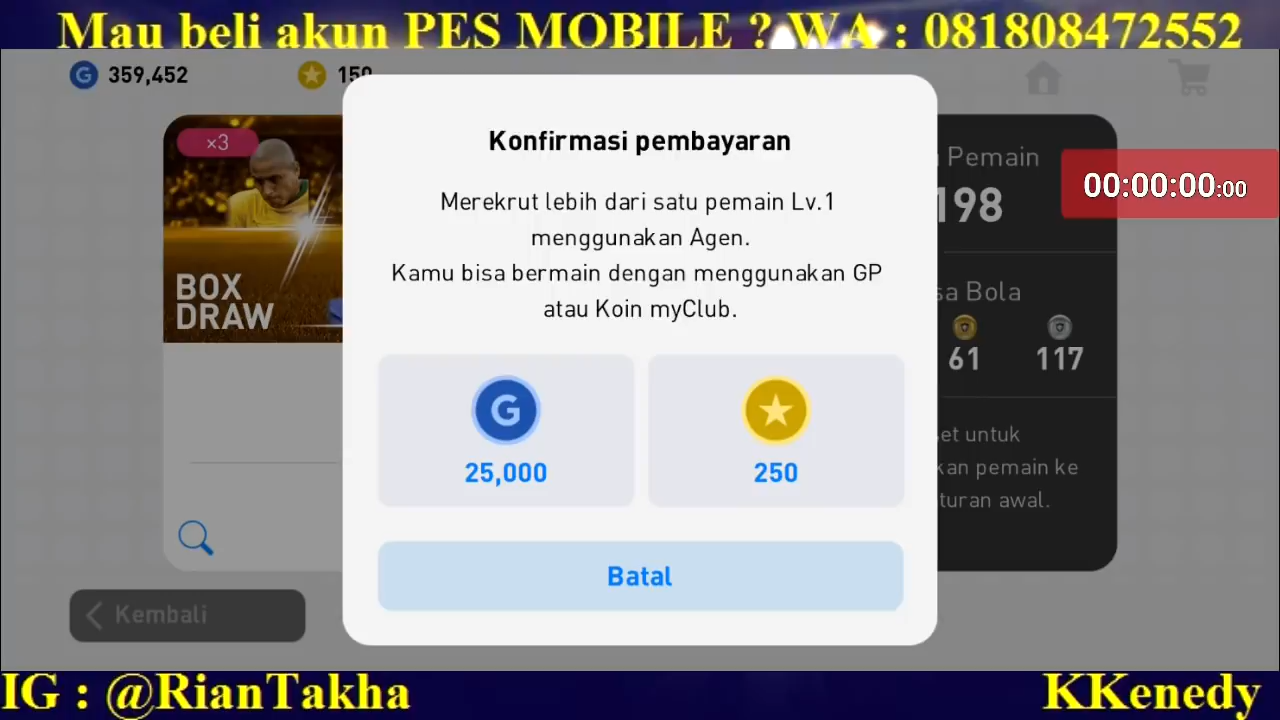 Mau beli akun PES MOBILE ? WA : 081808472552
G 359,452
150
×3
BOX
DRAW
Konfirmasi pembayaran
Merekrut lebih dari satu pemain Lv.1
menggunakan Agen.
Kamu bisa bermain dengan menggunakan GP
atau Koin myClub.
G
25,000
250
Batal
Pemain
198
00:00:00:00
sa Bola
61
117
set untuk
kan pemain ke
turan awal.
Kembali
IG : @RianTakha
KKenedy